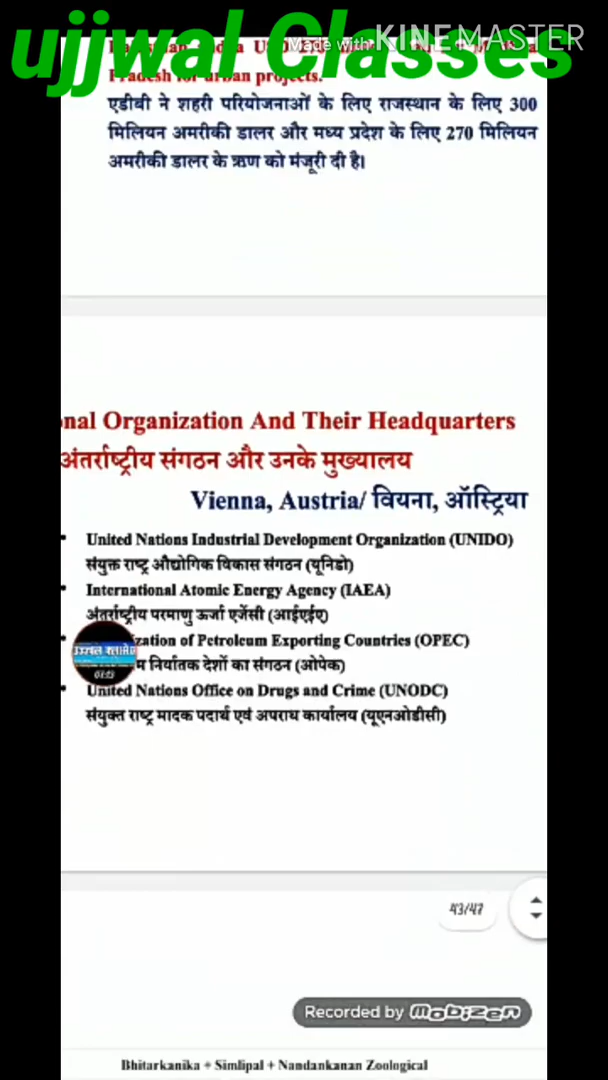 ujjwal Classes
Made with KINEMASTER
Pradesh for urban projects.
एडीबी ने शहरी परियोजनाओं के लिए राजस्थान के लिए 300
मिलियन अमरीकी डालर और मध्य प्रदेश के लिए 270 मिलियन
अमरीकी डालर के ऋण को मंजूरी दी है।
nal Organization And Their Headquarters
अंतर्राष्ट्रीय संगठन और उनके मुख्यालय
Vienna, Austria/ वियना, ऑस्ट्रिया
United Nations Industrial Development Organization (UNIDO)
संयुक्त राष्ट्र औद्योगिक विकास संगठन (यूनिडो)
International Atomic Energy Agency (IAEA)
अंतर्राष्ट्रीय परमाणु ऊर्जा एजेंसी (आईएईए)
zation of Petroleum Exporting Countries (OPEC)
उज्जवल क्लासेस
म निर्यातक देशों का संगठन (ओपेक)
United Nations Office on Drugs and Crime (UNODC)
संयुक्त राष्ट्र मादक पदार्थ एवं अपराध कार्यालय (यूएनओडीसी)
43/47
Recorded by MOBIZEN
Bhitarkanika + Simlipal + Nandankanan Zoological